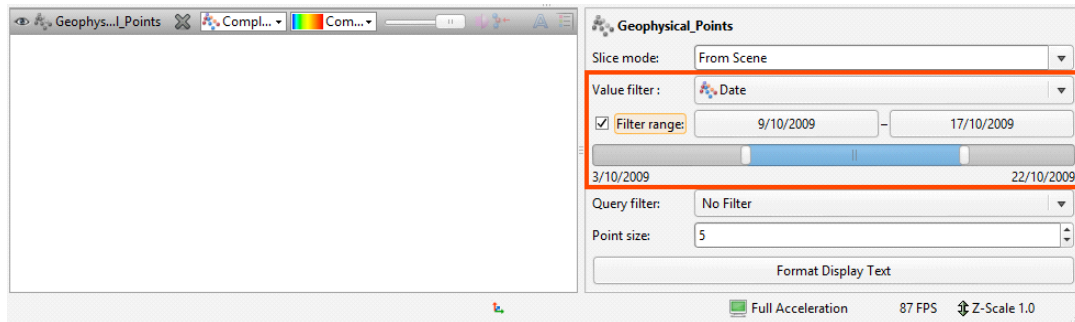 Geophys...l_Points Compl... Com... A
Geophysical_Points
Slice mode: From Scene
Value filter : Date
Filter range: 9/10/2009 – 17/10/2009
3/10/2009 22/10/2009
Query filter: No Filter
Point size: 5
Format Display Text
Full Acceleration 87 FPS Z-Scale 1.0